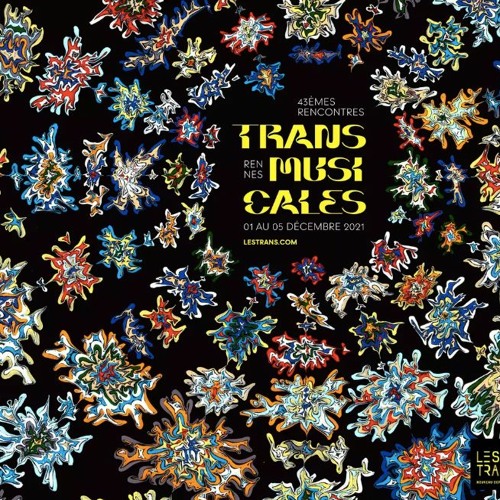 43ÈMES
RENCONTRES
TRANS
REN
NES
MUSI
CALES
01 AU 05 DÉCEMBRE 2021
LESTRANS.COM
LES
TRA